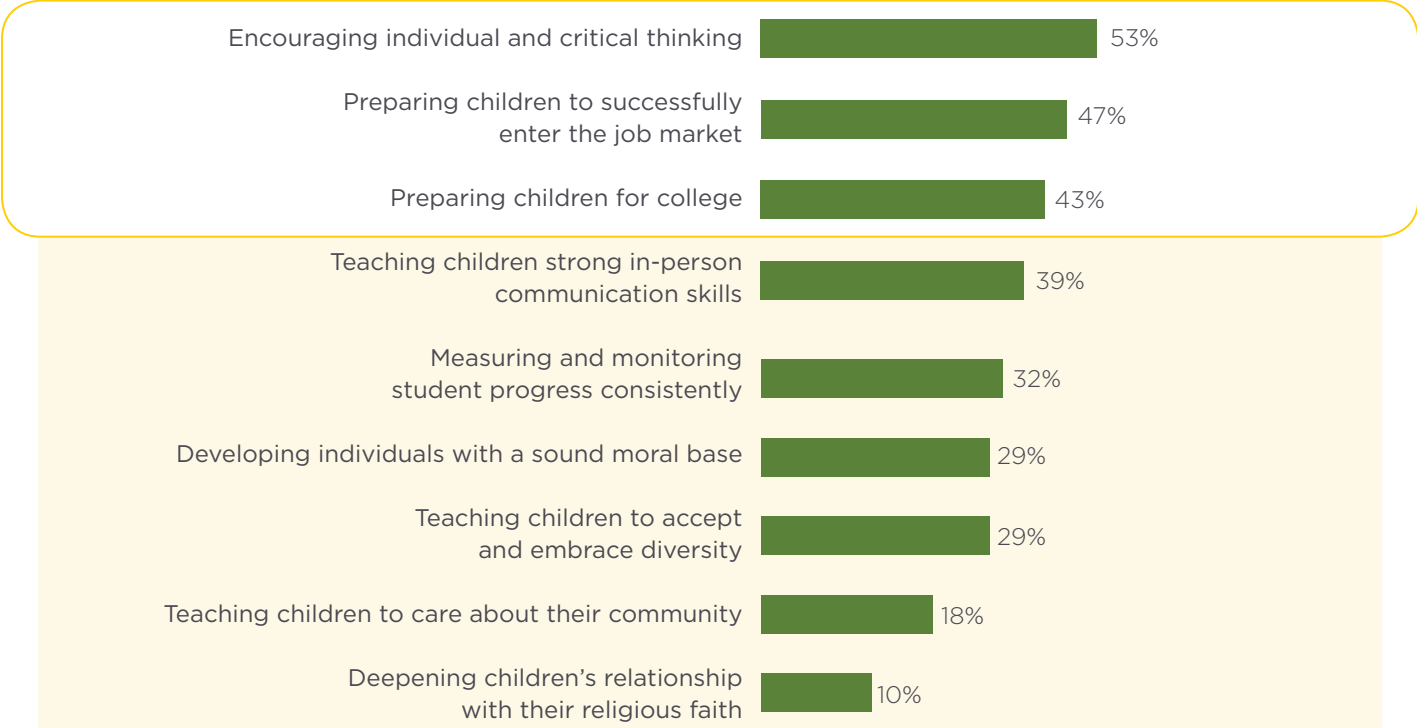 Encouraging individual and critical thinking 53%
Preparing children to successfully
enter the job market 47%
Preparing children for college 43%
Teaching children strong in-person
communication skills 39%
Measuring and monitoring
student progress consistently 32%
Developing individuals with a sound moral base 29%
Teaching children to accept
and embrace diversity 29%
Teaching children to care about their community 18%
Deepening children’s relationship
with their religious faith 10%